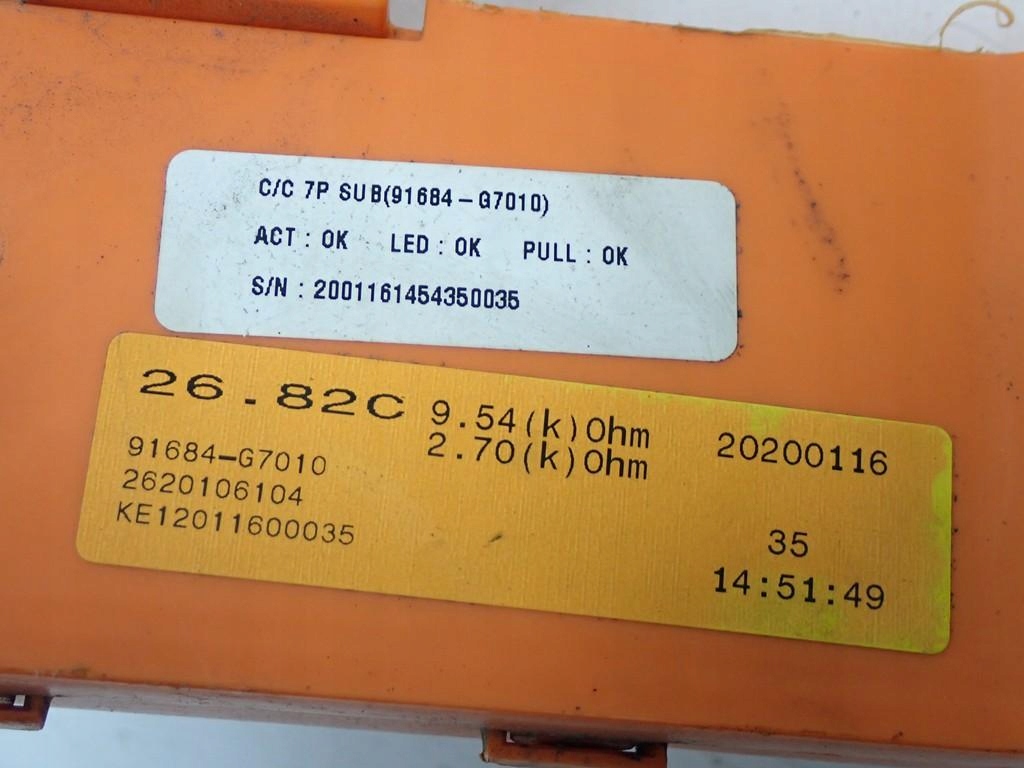 C/C 7P SUB(91684-G7010)
ACT : OK LED : OK PULL : OK
S/N : 2001161454350035
26.82C 9.54(k)Ohm 20200116
2.70(k)Ohm
91684-G7010
2620106104
KE12011600035
35
14:51:49